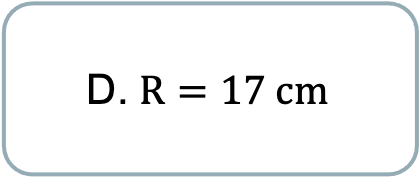 D. R = 17 cm